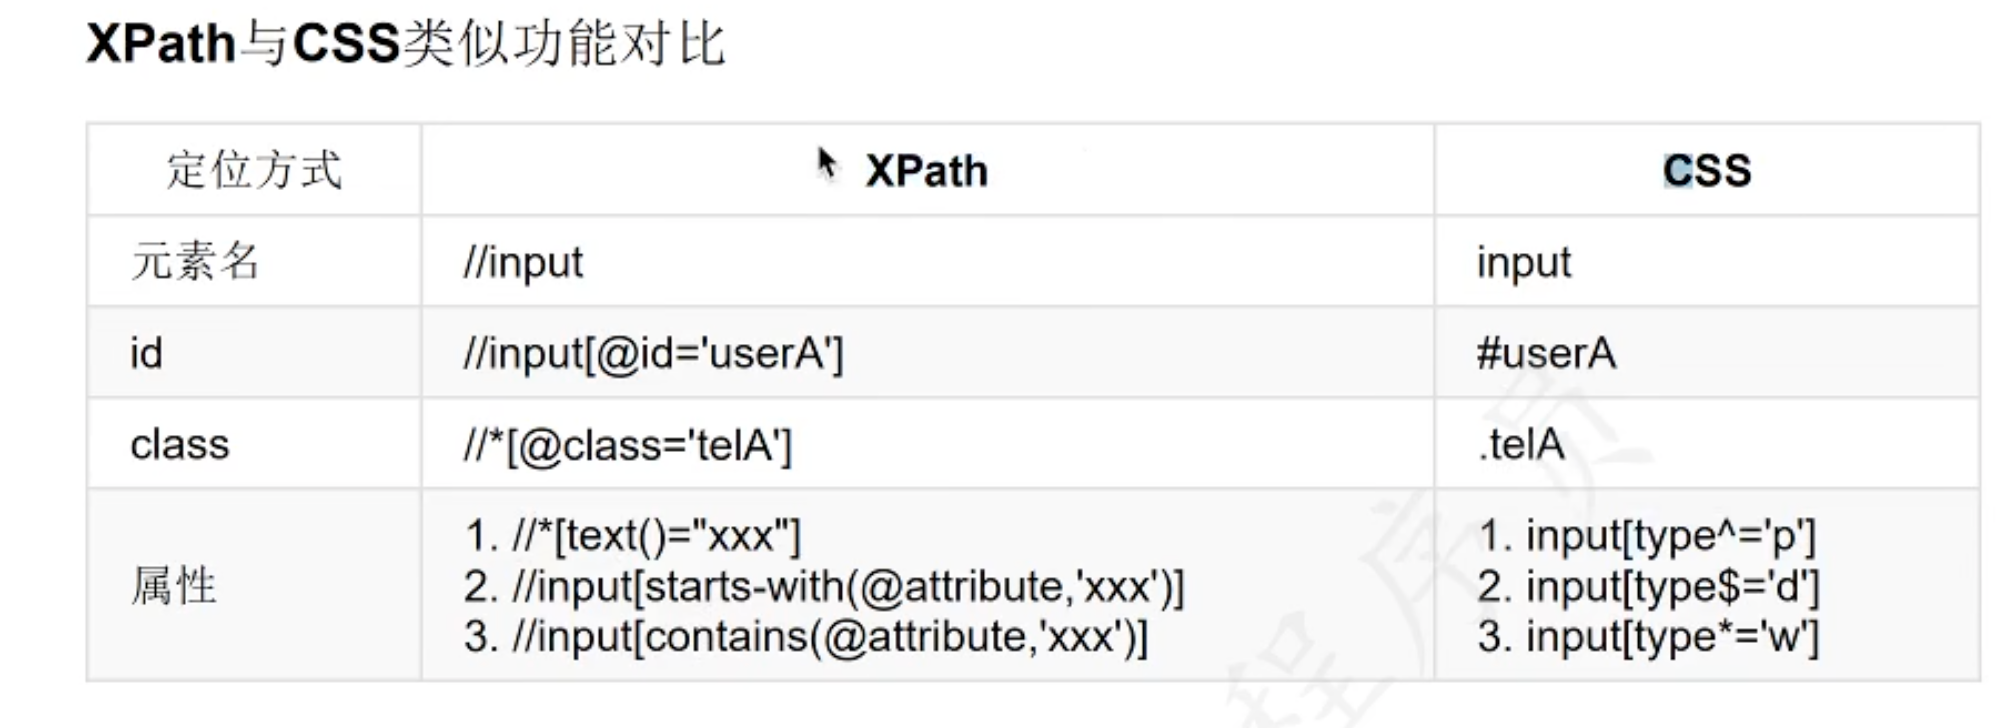 XPath与CSS类似功能对比
定位方式 XPath CSS
元素名 //input input
id //input[@id='userA'] #userA
class //*[@class='telA'] .telA
属性
1. //*[text()="xxx"]
2. //input[starts-with(@attribute,'xxx')]
3. //input[contains(@attribute,'xxx')]
1. input[type^='p']
2. input[type$='d']
3. input[type*='w']
程序员